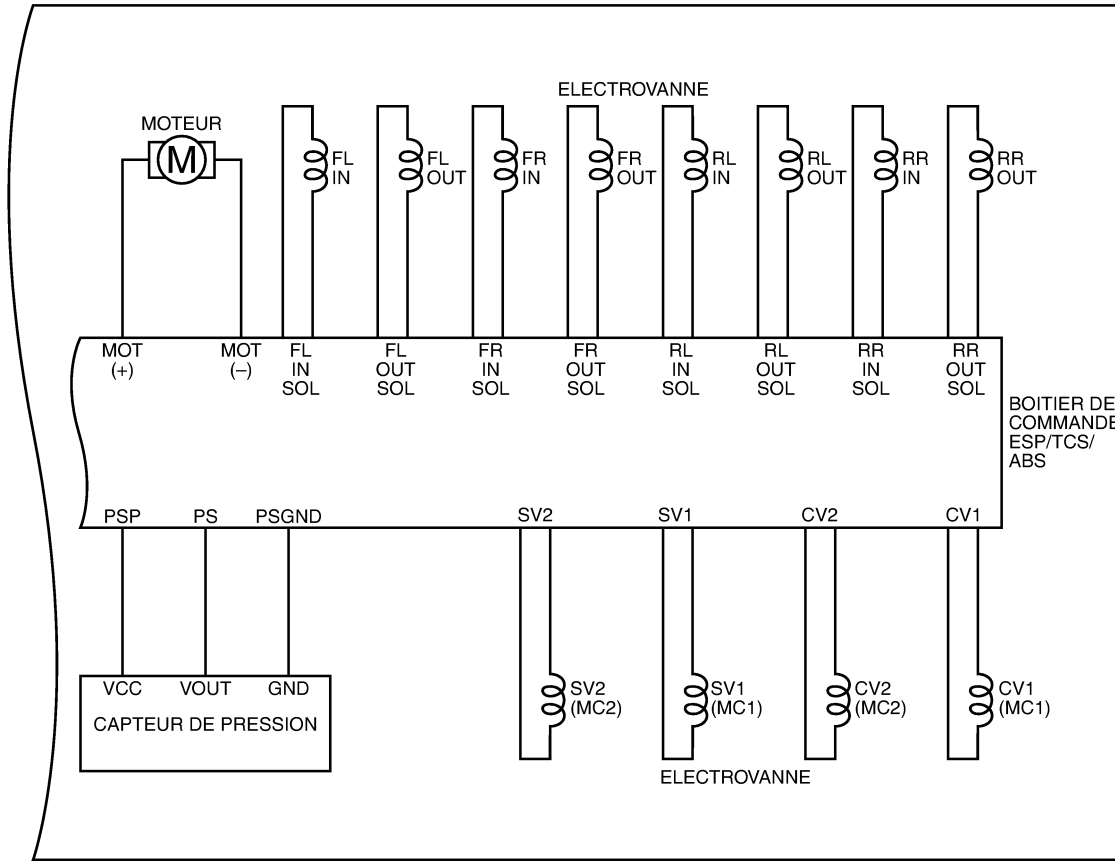 ELECTROVANNE
MOTEUR
M
FL
IN
FL
OUT
FR
IN
FR
OUT
RL
IN
RL
OUT
RR
IN
RR
OUT
MOT
(+)
MOT
(–)
FL
IN
SOL
FL
OUT
SOL
FR
IN
SOL
FR
OUT
SOL
RL
IN
SOL
RL
OUT
SOL
RR
IN
SOL
RR
OUT
SOL
BOITIER DE
COMMANDE
ESP/TCS/
ABS
PSP
PS
PSGND
SV2
SV1
CV2
CV1
VCC
VOUT
GND
CAPTEUR DE PRESSION
SV2
(MC2)
SV1
(MC1)
CV2
(MC2)
CV1
(MC1)
ELECTROVANNE